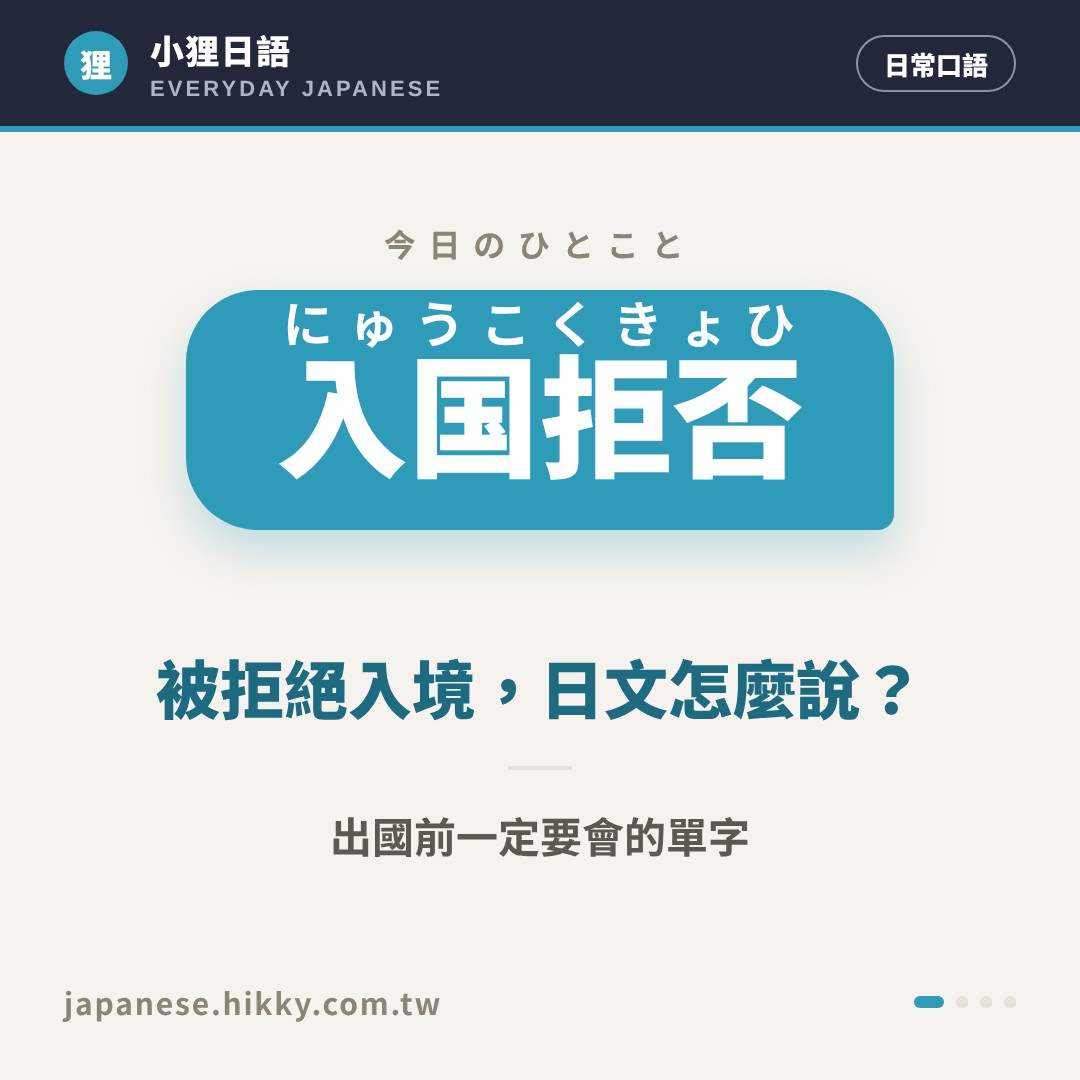 狸
小狸日語
EVERYDAY JAPANESE
日常口語
今日のひとこと
にゅうこくきょひ
入国拒否
被拒絕入境，日文怎麼說？
出國前一定要會的單字
japanese.hikky.com.tw